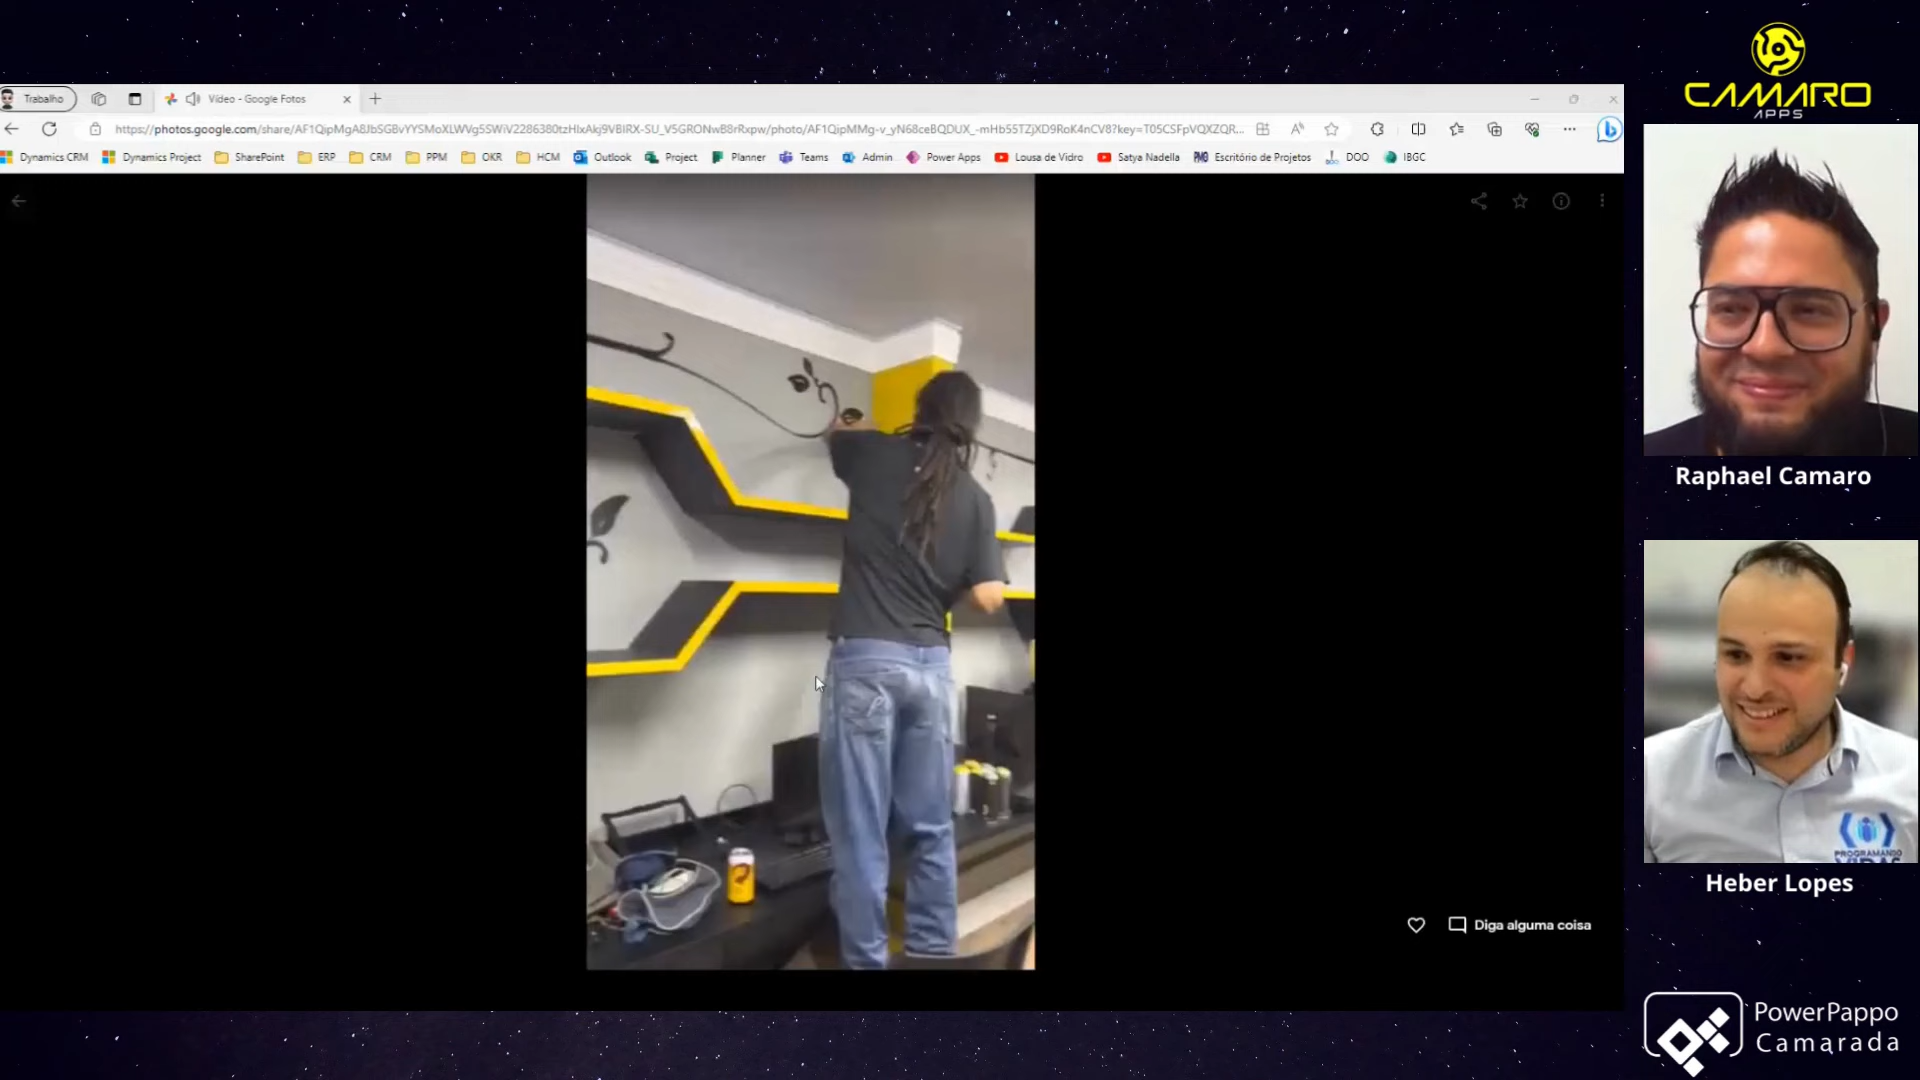 Trabalho
Vídeo - Google Fotos
Dynamics CRM
Dynamics Project
SharePoint
ERP
CRM
PPM
OKR
HCM
Outlook
Project
Planner
Teams
Admin
Power Apps
Lousa de Vidro
Satya Nadella
Escritório de Projetos
DOO
IBGC
Diga alguma coisa
CAMARO
APPS
Raphael Camaro
PROGRAMANDO
VIDAS
Heber Lopes
PowerPappo
Camarada